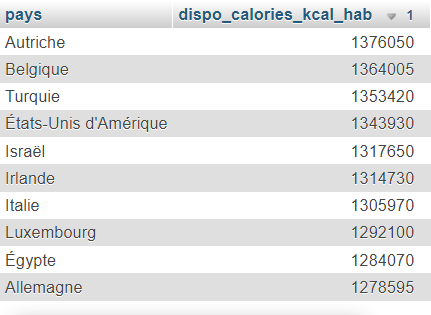 pays dispo_calories_kcal_hab 1
Autriche 1376050
Belgique 1364005
Turquie 1353420
États-Unis d'Amérique 1343930
Israël 1317650
Irlande 1314730
Italie 1305970
Luxembourg 1292100
Égypte 1284070
Allemagne 1278595